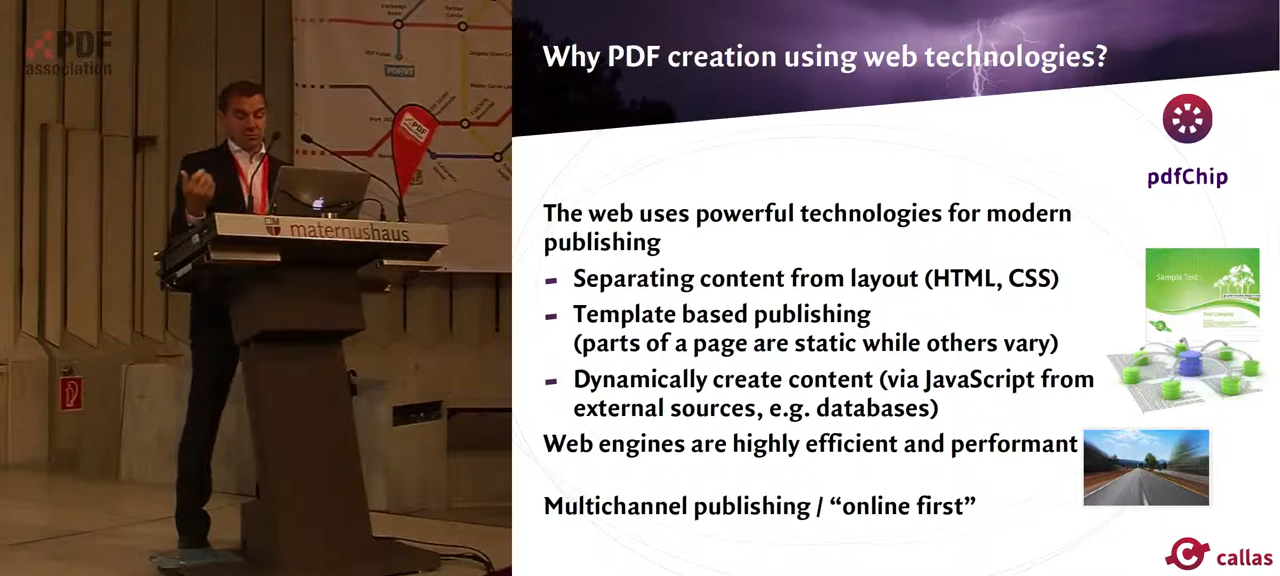 PDF
association
PDF/VT
PDF
maternushaus
Why PDF creation using web technologies?
pdfChip
The web uses powerful technologies for modern
publishing
- Separating content from layout (HTML, CSS)
- Template based publishing
(parts of a page are static while others vary)
- Dynamically create content (via JavaScript from
external sources, e.g. databases)
Web engines are highly efficient and performant
Multichannel publishing / “online first”
Sample Text
Your Company
callas